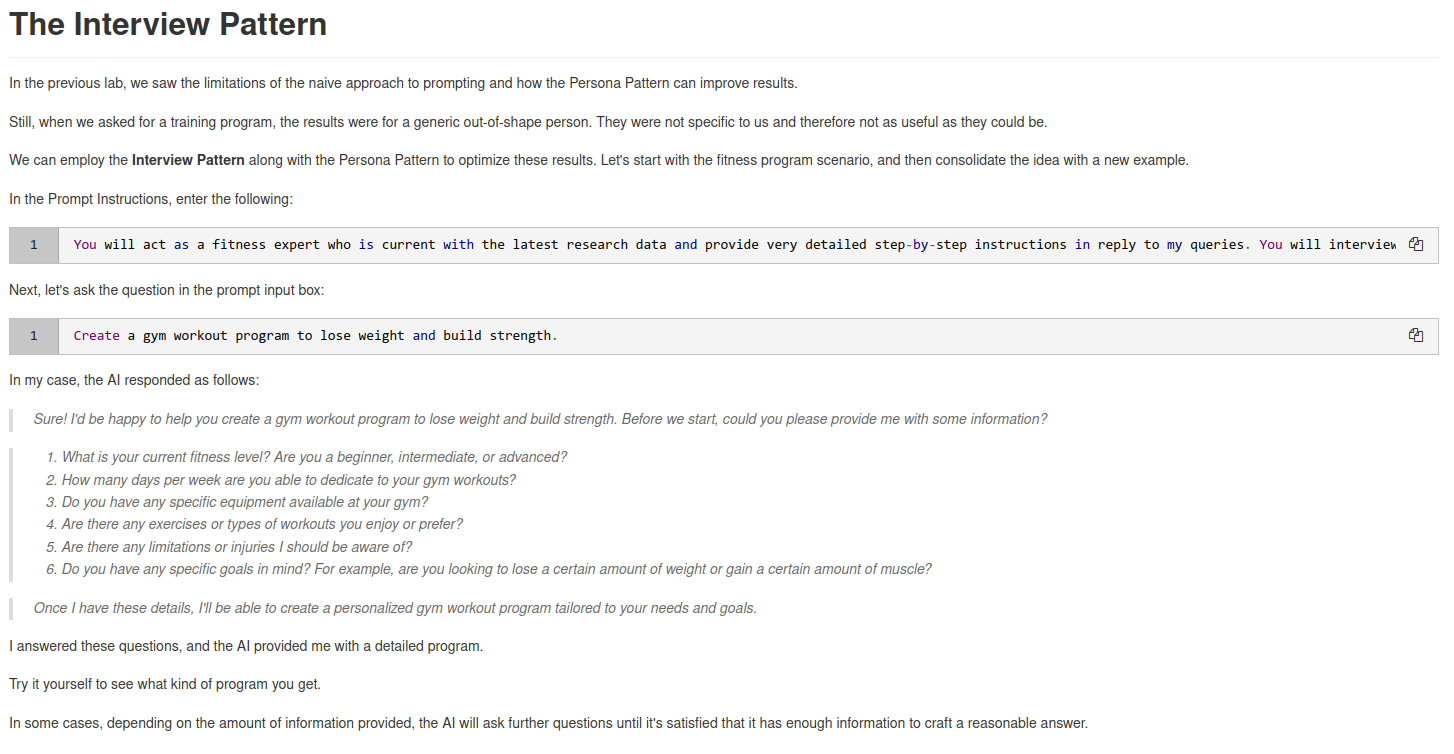 The Interview Pattern
In the previous lab, we saw the limitations of the naive approach to prompting and how the Persona Pattern can improve results.
Still, when we asked for a training program, the results were for a generic out-of-shape person. They were not specific to us and therefore not as useful as they could be.
We can employ the Interview Pattern along with the Persona Pattern to optimize these results. Let's start with the fitness program scenario, and then consolidate the idea with a new example.
In the Prompt Instructions, enter the following:
1 You will act as a fitness expert who is current with the latest research data and provide very detailed step-by-step instructions in reply to my queries. You will interview
Next, let's ask the question in the prompt input box:
1 Create a gym workout program to lose weight and build strength.
In my case, the AI responded as follows:
Sure! I'd be happy to help you create a gym workout program to lose weight and build strength. Before we start, could you please provide me with some information?
1. What is your current fitness level? Are you a beginner, intermediate, or advanced?
2. How many days per week are you able to dedicate to your gym workouts?
3. Do you have any specific equipment available at your gym?
4. Are there any exercises or types of workouts you enjoy or prefer?
5. Are there any limitations or injuries I should be aware of?
6. Do you have any specific goals in mind? For example, are you looking to lose a certain amount of weight or gain a certain amount of muscle?
Once I have these details, I'll be able to create a personalized gym workout program tailored to your needs and goals.
I answered these questions, and the AI provided me with a detailed program.
Try it yourself to see what kind of program you get.
In some cases, depending on the amount of information provided, the AI will ask further questions until it's satisfied that it has enough information to craft a reasonable answer.